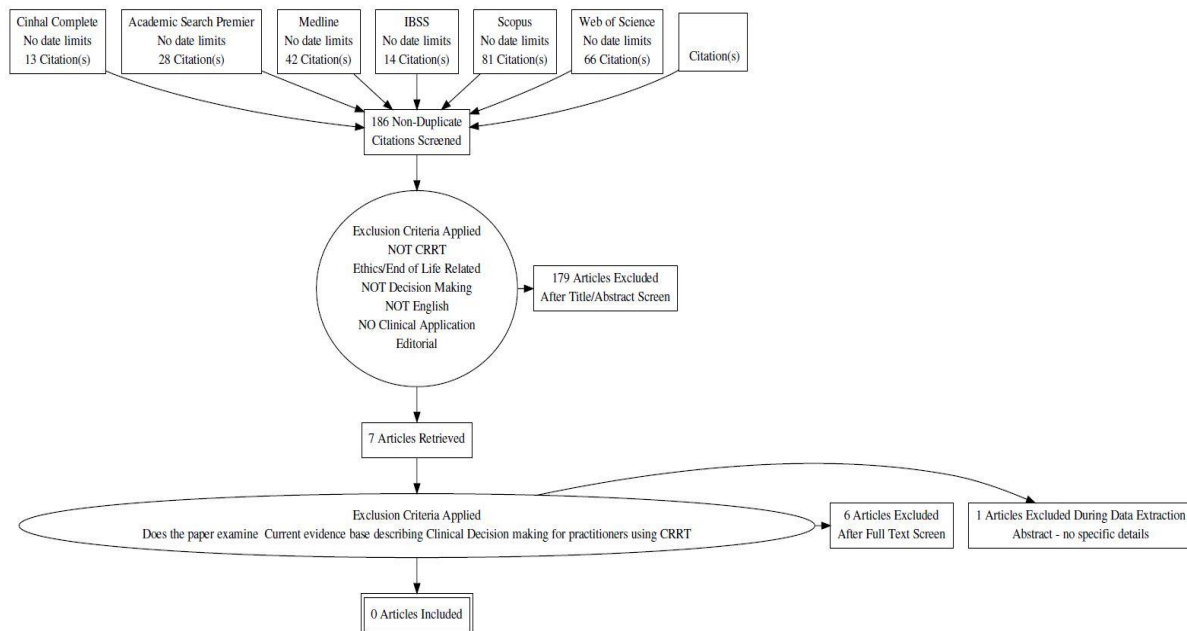 Cinhal Complete
No date limits
13 Citation(s)
Academic Search Premier
No date limits
28 Citation(s)
Medline
No date limits
42 Citation(s)
IBSS
No date limits
14 Citation(s)
Scopus
No date limits
81 Citation(s)
Web of Science
No date limits
66 Citation(s)
Citation(s)
186 Non-Duplicate
Citations Screened
Exclusion Criteria Applied
NOT CRRT
Ethics/End of Life Related
NOT Decision Making
NOT English
NO Clinical Application
Editorial
179 Articles Excluded
After Title/Abstract Screen
7 Articles Retrieved
Exclusion Criteria Applied
Does the paper examine Current evidence base describing Clinical Decision making for practitioners using CRRT
6 Articles Excluded
After Full Text Screen
1 Articles Excluded During Data Extraction
Abstract - no specific details
0 Articles Included